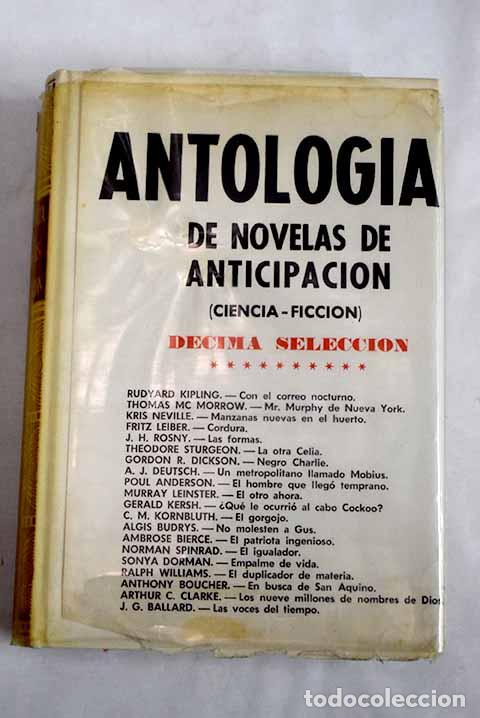 ANTOLOGIA
DE NOVELAS DE
ANTICIPACION
(CIENCIA-FICCION)
DECIMA SELECCION
* * * * * * * * * *
RUDYARD KIPLING. — Con el correo nocturno.
THOMAS MC MORROW. — Mr. Murphy de Nueva York.
KRIS NEVILLE. — Manzanas nuevas en el huerto.
FRITZ LEIBER. — Cordura.
J. H. ROSNY. — Las formas.
THEODORE STURGEON. — La otra Celia.
GORDON R. DICKSON. — Negro Charlie.
A. J. DEUTSCH. — Un metropolitano llamado Mobius.
POUL ANDERSON. — El hombre que llegó temprano.
MURRAY LEINSTER. — El otro ahora.
GERALD KERSH. — ¿Qué le ocurrió al cabo Cockoo?
C. M. KORNBLUTH. — El gorgojo.
ALGIS BUDRYS. — No molesten a Gus.
AMBROSE BIERCE. — El patriota ingenioso.
NORMAN SPINRAD. — El igualador.
SONYA DORMAN. — Empalme de vida.
RALPH WILLIAMS. — El duplicador de materia.
ANTHONY BOUCHER. — En busca de San Aquino.
ARTHUR C. CLARKE. — Los nueve millones de nombres de Dios.
J. G. BALLARD. — Las voces del tiempo.
todocoleccion